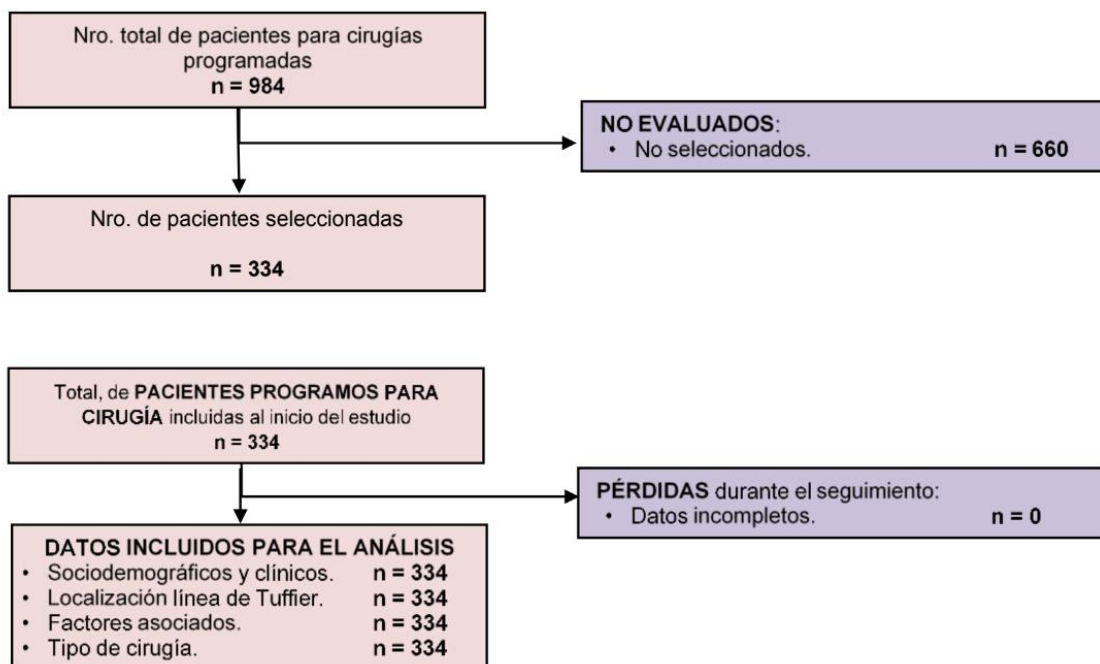 Nro. total de pacientes para cirugías
programadas
n = 984
NO EVALUADOS:
• No seleccionados. n = 660
Nro. de pacientes seleccionadas
n = 334
Total, de PACIENTES PROGRAMOS PARA
CIRUGÍA incluidas al inicio del estudio
n = 334
PÉRDIDAS durante el seguimiento:
• Datos incompletos. n = 0
DATOS INCLUIDOS PARA EL ANÁLISIS
• Sociodemográficos y clínicos. n = 334
• Localización línea de Tuffier. n = 334
• Factores asociados. n = 334
• Tipo de cirugía. n = 334